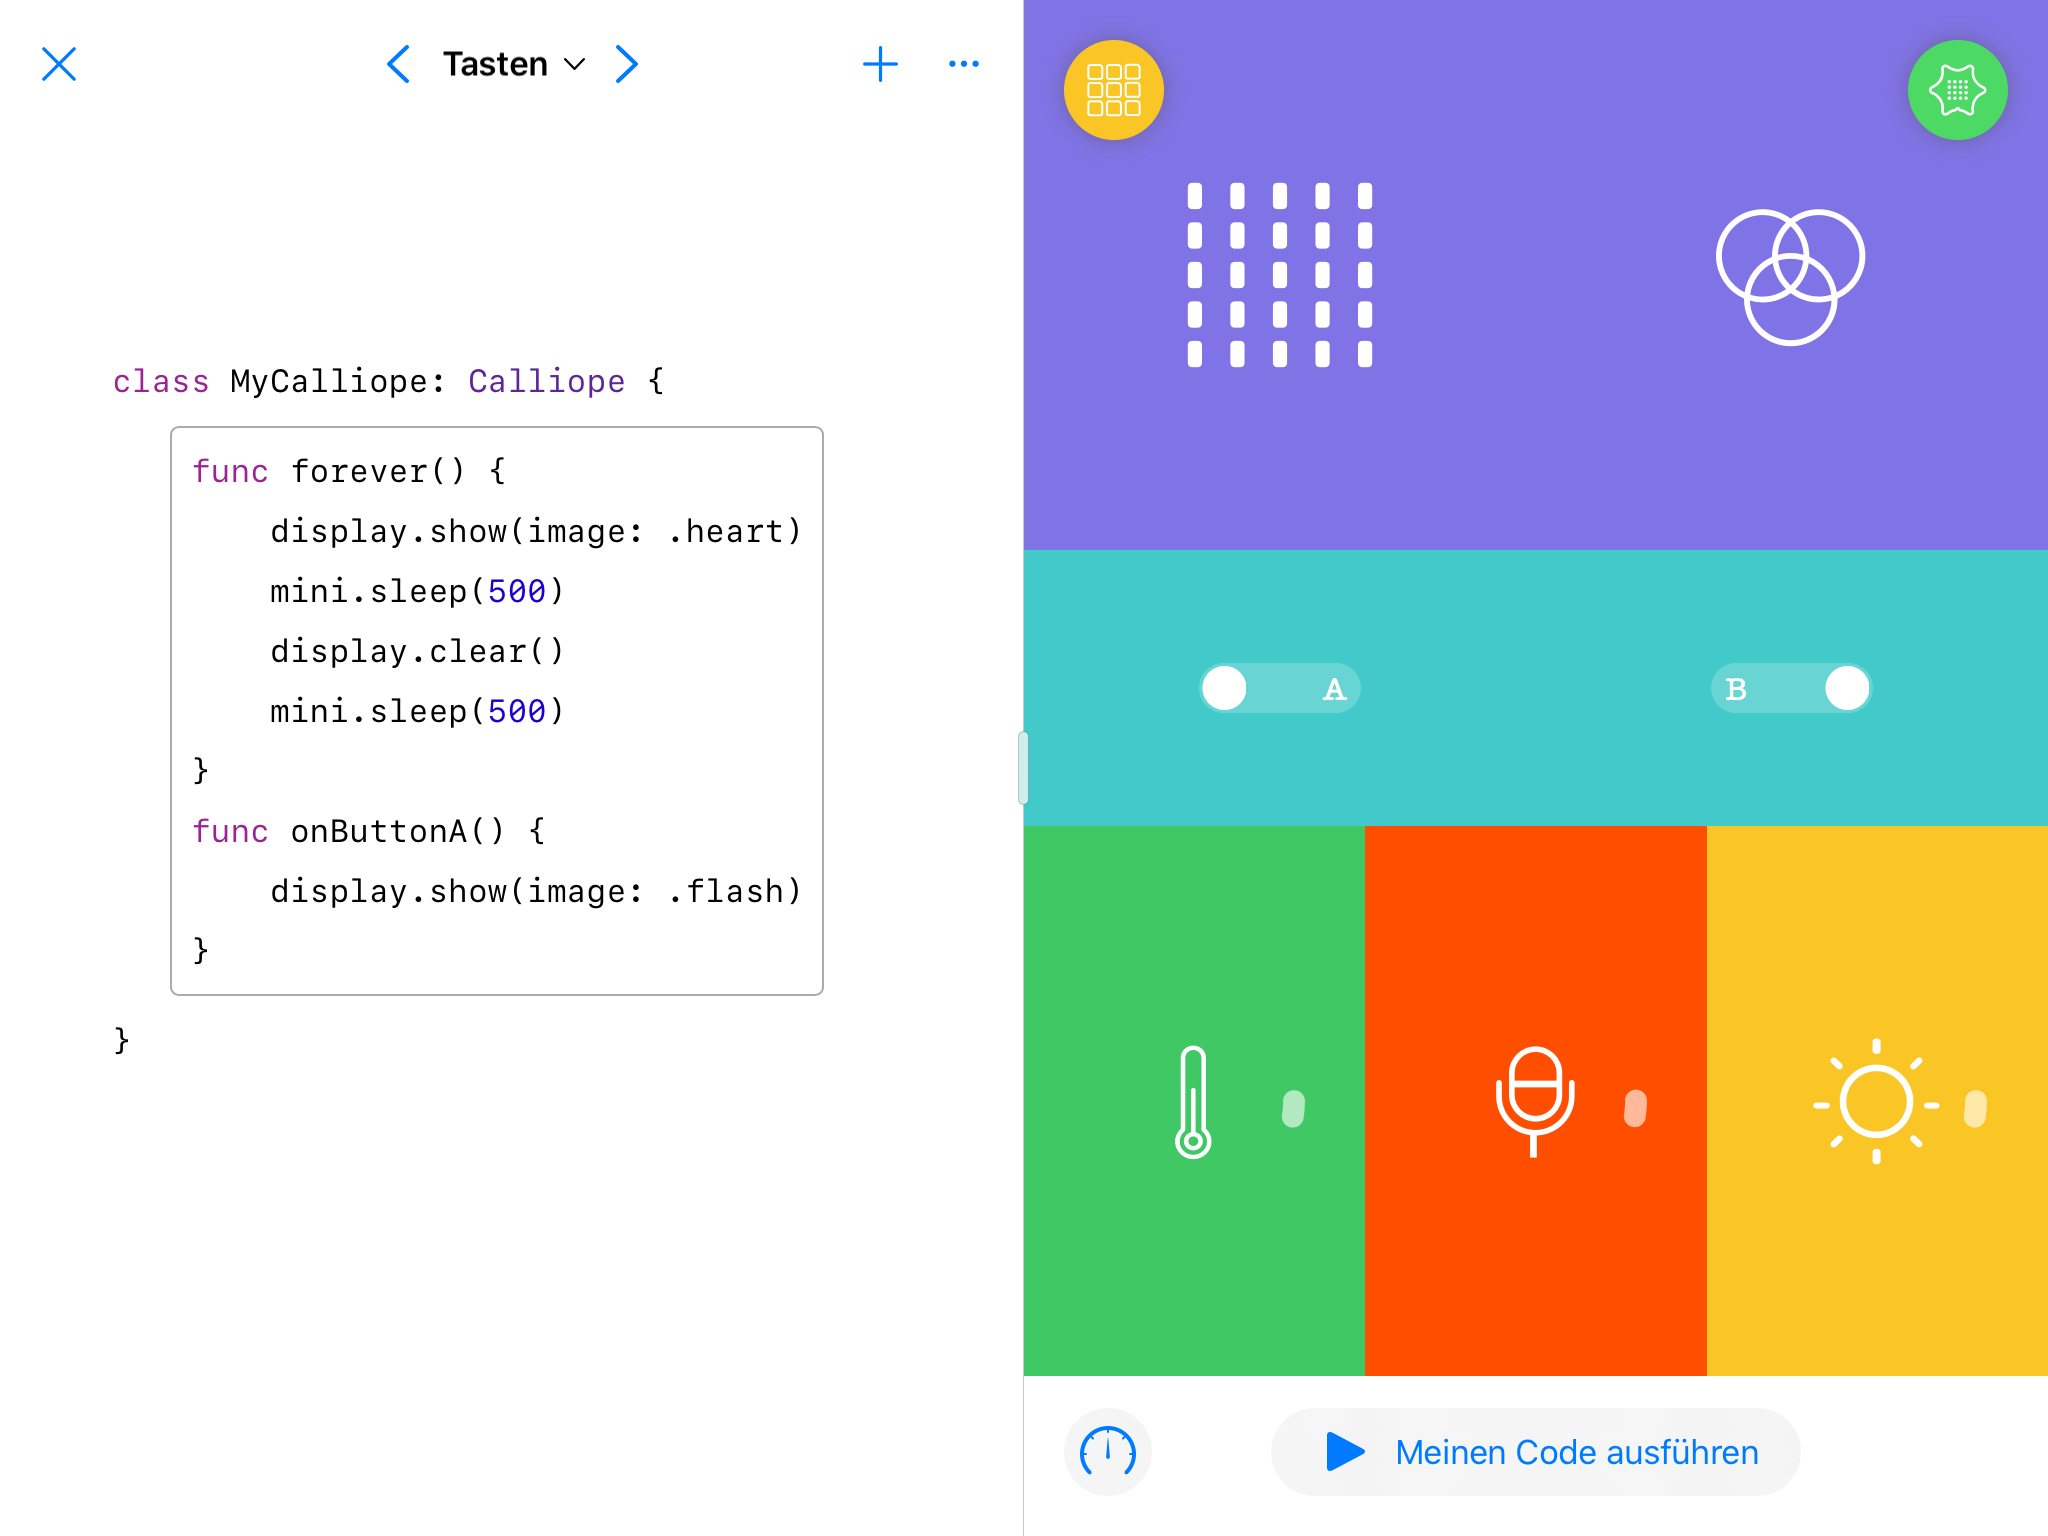 Tasten
class MyCalliope: Calliope {
func forever() {
display.show(image: .heart)
mini.sleep(500)
display.clear()
mini.sleep(500)
}
func onButtonA() {
display.show(image: .flash)
}
}
A
B
Meinen Code ausführen